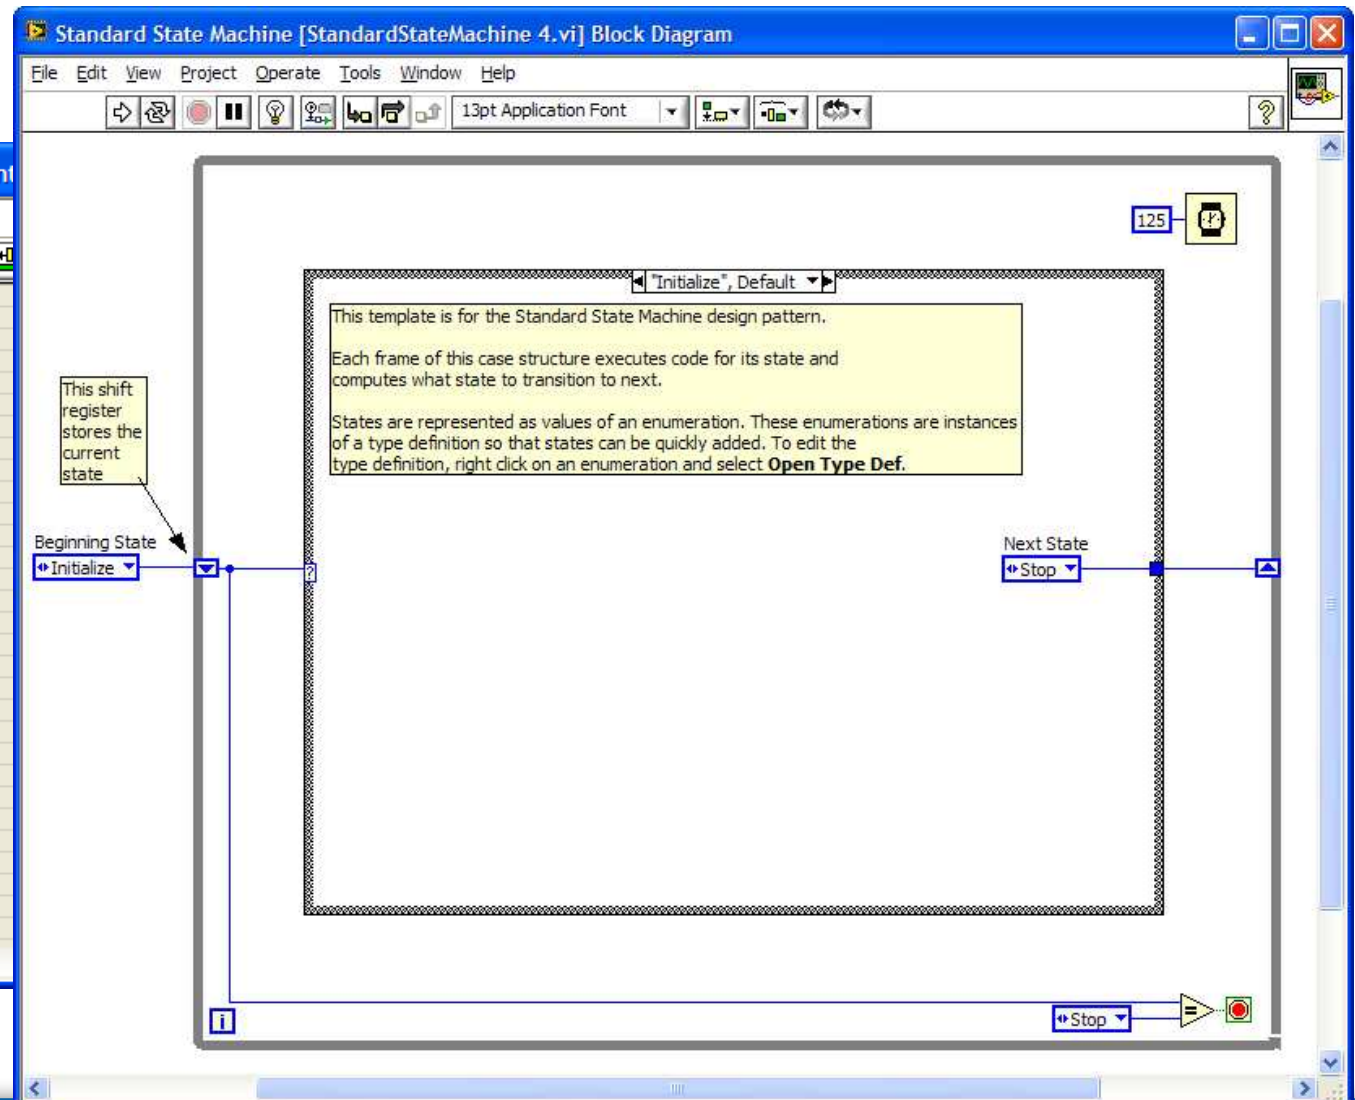 Standard State Machine [StandardStateMachine 4.vi] Block Diagram
File Edit View Project Operate Tools Window Help
13pt Application Font
nt
125
"Initialize", Default
This template is for the Standard State Machine design pattern.
Each frame of this case structure executes code for its state and
computes what state to transition to next.
States are represented as values of an enumeration. These enumerations are instances
of a type definition so that states can be quickly added. To edit the
type definition, right click on an enumeration and select Open Type Def.
This shift
register
stores the
current
state
Beginning State
Initialize
?
Next State
Stop
i
Stop
=